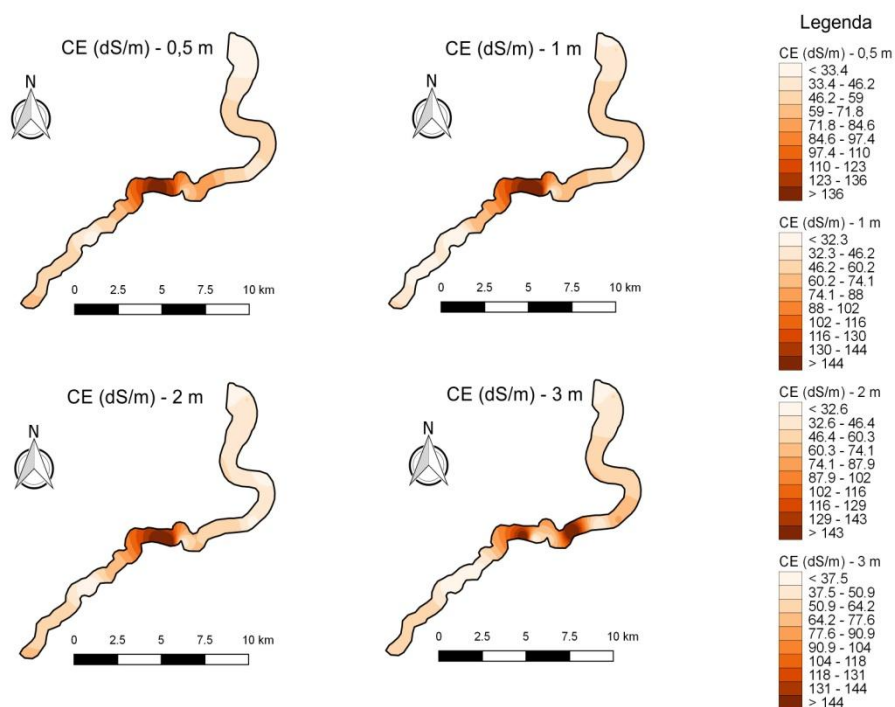 CE (dS/m) - 0,5 m
N
0 2.5 5 7.5 10 km
CE (dS/m) - 1 m
N
0 2.5 5 7.5 10 km
CE (dS/m) - 2 m
N
0 2.5 5 7.5 10 km
CE (dS/m) - 3 m
N
0 2.5 5 7.5 10 km
Legenda
CE (dS/m) - 0,5 m
< 33.4
33.4 - 46.2
46.2 - 59
59 - 71.8
71.8 - 84.6
84.6 - 97.4
97.4 - 110
110 - 123
123 - 136
> 136
CE (dS/m) - 1 m
< 32.3
32.3 - 46.2
46.2 - 60.2
60.2 - 74.1
74.1 - 88
88 - 102
102 - 116
116 - 130
130 - 144
> 144
CE (dS/m) - 2 m
< 32.6
32.6 - 46.4
46.4 - 60.3
60.3 - 74.1
74.1 - 87.9
87.9 - 102
102 - 116
116 - 129
129 - 143
> 143
CE (dS/m) - 3 m
< 37.5
37.5 - 50.9
50.9 - 64.2
64.2 - 77.6
77.6 - 90.9
90.9 - 104
104 - 118
118 - 131
131 - 144
> 144